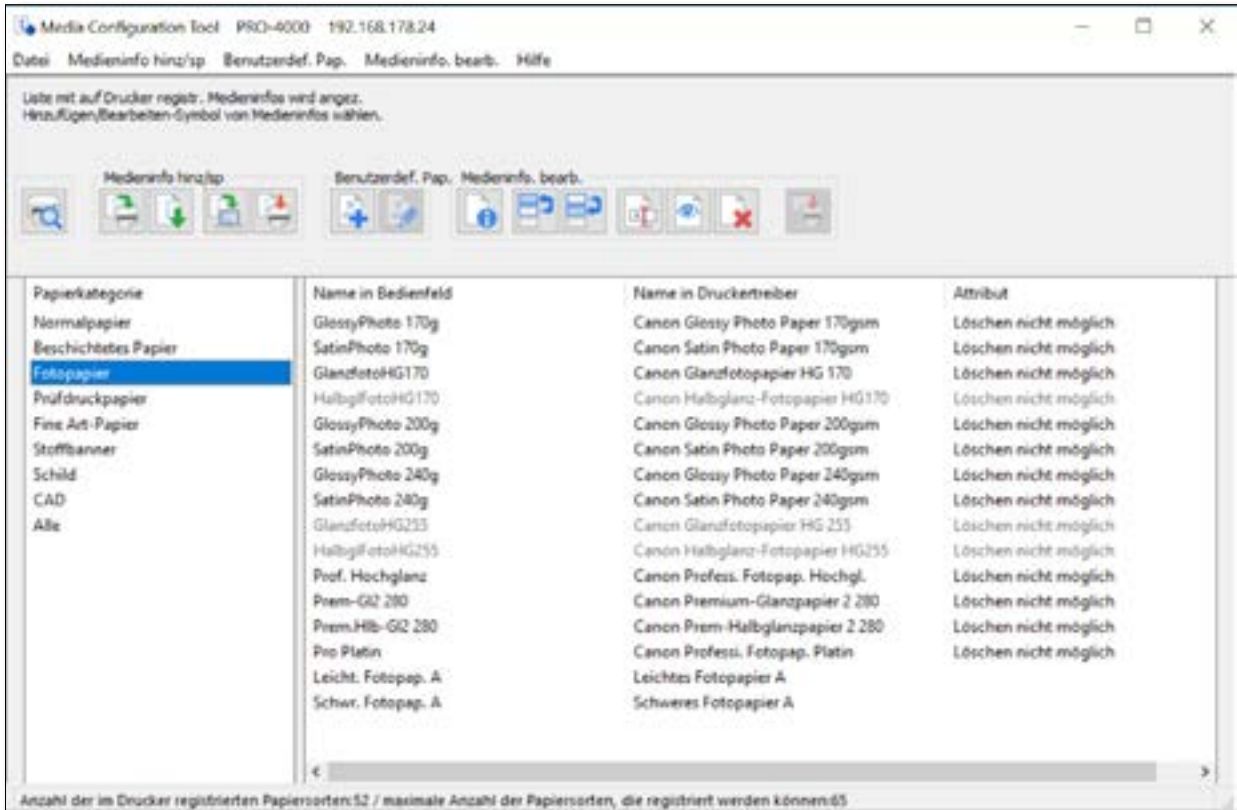 Media Configuration Tool PRO-4000 192.168.178.24
Datei Medieninfo hinz/sp Benutzerdef. Pap. Medieninfo. bearb. Hilfe
Liste mit auf Drucker registr. Medieninfos wird angez.
Hinzufügen/Bearbeiten-Symbol von Medieninfos wählen.
Medieninfo hinz/sp Benutzerdef. Pap. Medieninfo. bearb.
Papierkategorie Name in Bedienfeld Name in Druckertreiber Attribut
Normalpapier GlossyPhoto 170g Canon Glossy Photo Paper 170gsm Löschen nicht möglich
Beschichtetes Papier SatinPhoto 170g Canon Satin Photo Paper 170gsm Löschen nicht möglich
Fotopapier GlanzfotoHG170 Canon Glanzfotopapier HG 170 Löschen nicht möglich
Prüfdruckpapier HalbglFotoHG170 Canon Halbglanz-Fotopapier HG170 Löschen nicht möglich
Fine Art-Papier GlossyPhoto 200g Canon Glossy Photo Paper 200gsm Löschen nicht möglich
Stoffbanner SatinPhoto 200g Canon Satin Photo Paper 200gsm Löschen nicht möglich
Schild GlossyPhoto 240g Canon Glossy Photo Paper 240gsm Löschen nicht möglich
CAD SatinPhoto 240g Canon Satin Photo Paper 240gsm Löschen nicht möglich
Alle GlanzfotoHG255 Canon Glanzfotopapier HG 255 Löschen nicht möglich
HalbglFotoHG255 Canon Halbglanz-Fotopapier HG255 Löschen nicht möglich
Prof. Hochglanz Canon Profess. Fotopap. Hochgl. Löschen nicht möglich
Prem-Gl2 280 Canon Premium-Glanzpapier 2 280 Löschen nicht möglich
Prem.Hlb-Gl2 280 Canon Prem-Halbglanzpapier 2 280 Löschen nicht möglich
Pro Platin Canon Professi. Fotopap. Platin Löschen nicht möglich
Leicht. Fotopap. A Leichtes Fotopapier A
Schwr. Fotopap. A Schweres Fotopapier A
Anzahl der im Drucker registrierten Papiersorten:52 / maximale Anzahl der Papiersorten, die registriert werden können:65